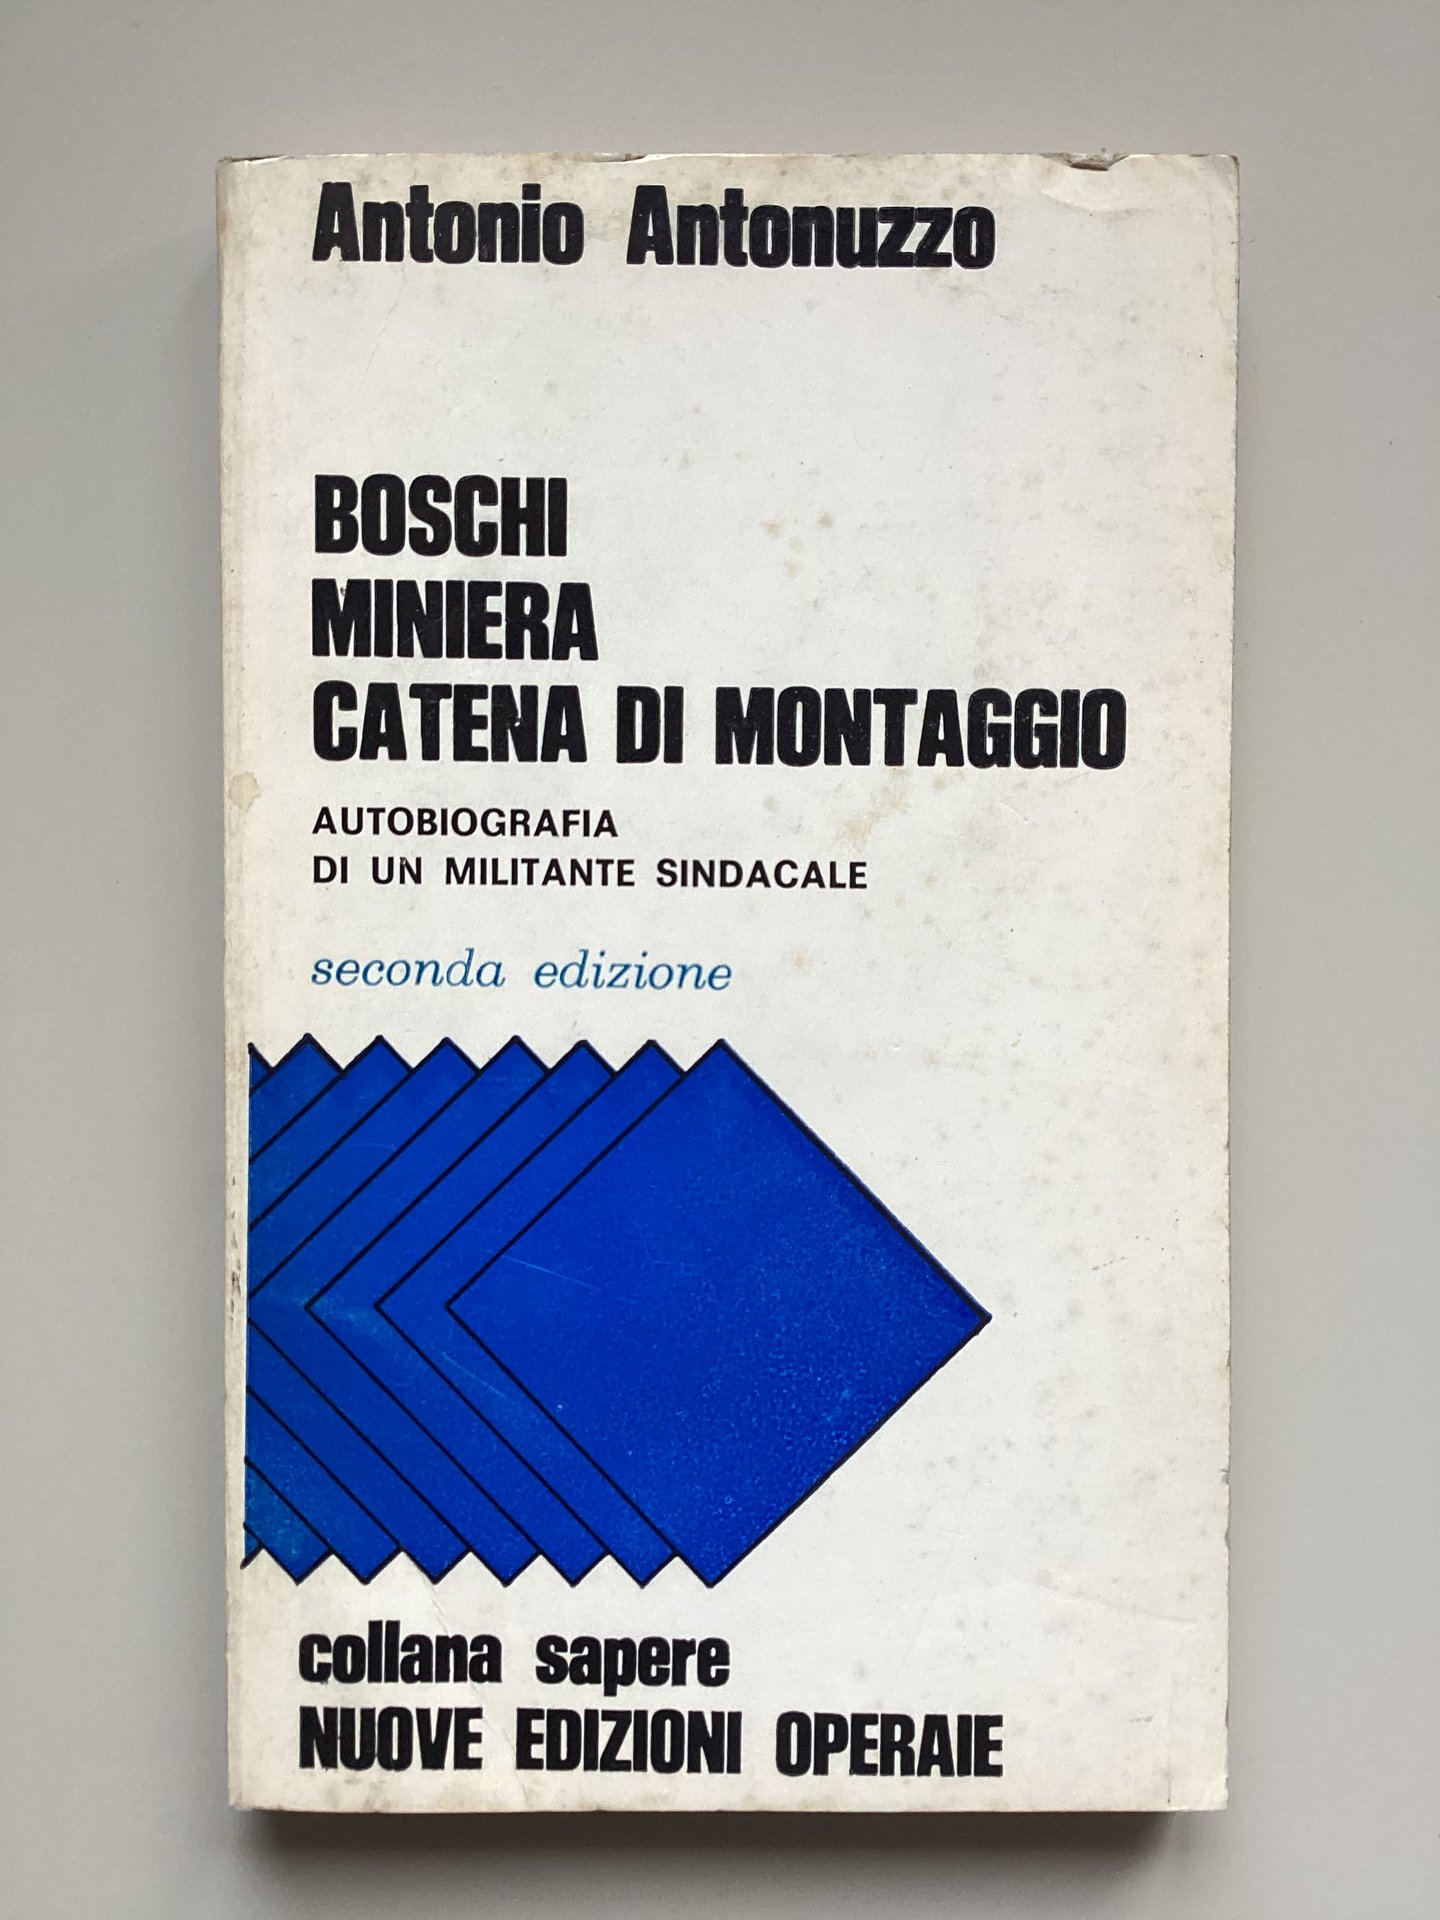 Antonio Antonuzzo
BOSCHI
MINIERA
CATENA DI MONTAGGIO
AUTOBIOGRAFIA
DI UN MILITANTE SINDACALE
seconda edizione
collana sapere
NUOVE EDIZIONI OPERAIE